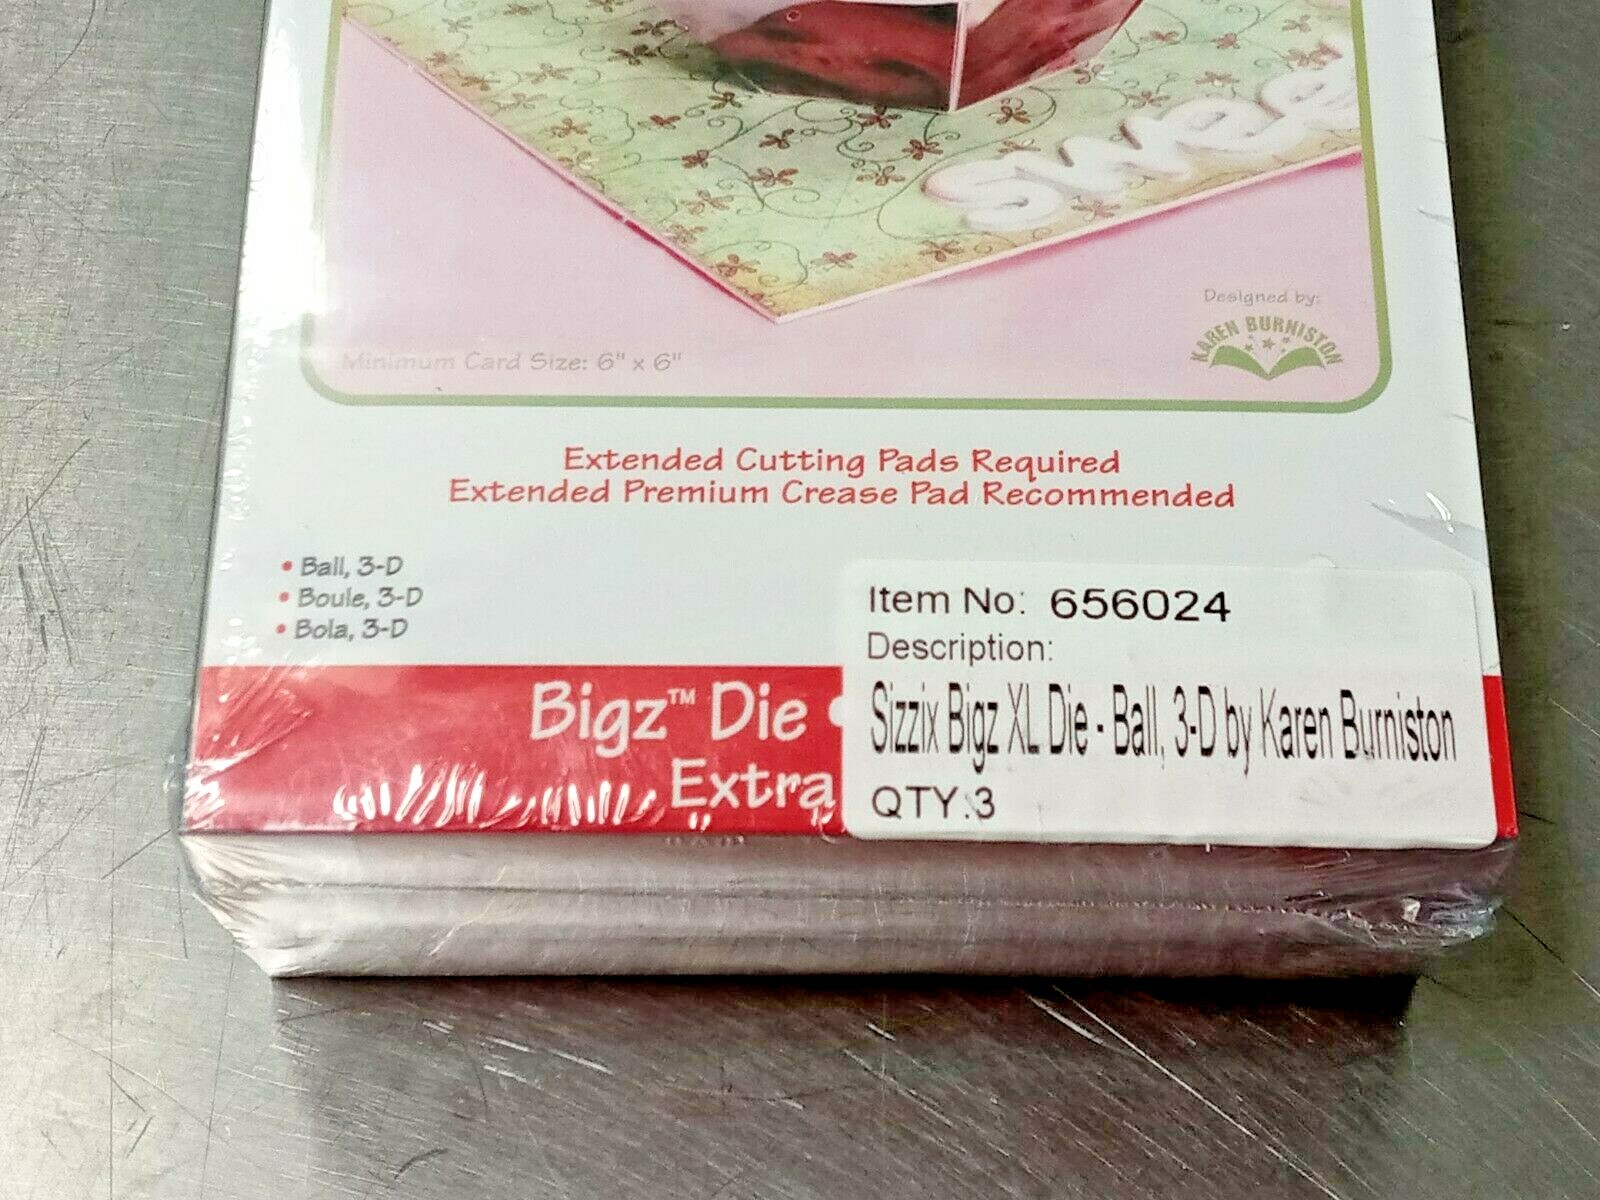 Swee
Designed by:
KAREN BURNISTON
Minimum Card Size: 6" x 6"
Extended Cutting Pads Required
Extended Premium Crease Pad Recommended
• Ball, 3-D
• Boule, 3-D
• Bola, 3-D
Bigz™ Die
Extra
Item No: 656024
Description:
Sizzix Bigz XL Die - Ball, 3-D by Karen Burniston
QTY:3